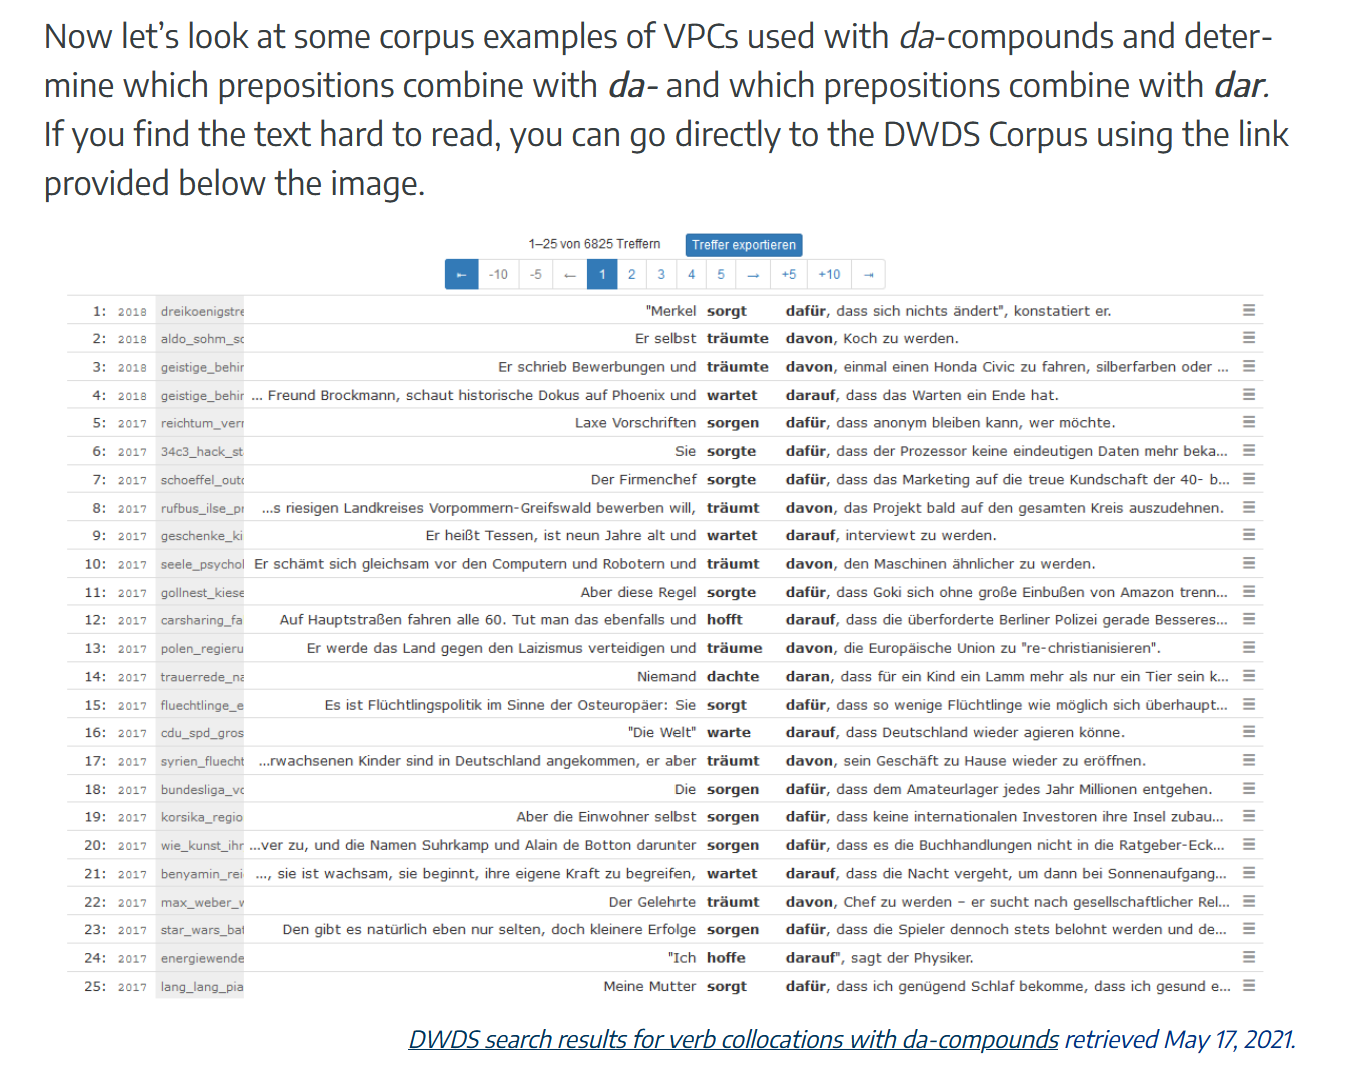 Now let’s look at some corpus examples of VPCs used with da-compounds and deter-
mine which prepositions combine with da- and which prepositions combine with dar.
If you find the text hard to read, you can go directly to the DWDS Corpus using the link
provided below the image.
1–25 von 6825 Treffern Treffer exportieren
← -10 -5 ← 1 2 3 4 5 → +5 +10 →
1: 2018 dreikoenigstre "Merkel sorgt dafür, dass sich nichts ändert", konstatiert er.
2: 2018 aldo_sohm_sc Er selbst träumte davon, Koch zu werden.
3: 2018 geistige_behir Er schrieb Bewerbungen und träumte davon, einmal einen Honda Civic zu fahren, silberfarben oder ...
4: 2018 geistige_behir ... Freund Brockmann, schaut historische Dokus auf Phoenix und wartet darauf, dass das Warten ein Ende hat.
5: 2017 reichtum_verr Laxe Vorschriften sorgen dafür, dass anonym bleiben kann, wer möchte.
6: 2017 34c3_hack_st Sie sorgte dafür, dass der Prozessor keine eindeutigen Daten mehr beka...
7: 2017 schoeffel_outd Der Firmenchef sorgte dafür, dass das Marketing auf die treue Kundschaft der 40- b...
8: 2017 rufbus_ilse_pr ...s riesigen Landkreises Vorpommern-Greifswald bewerben will, träumt davon, das Projekt bald auf den gesamten Kreis auszudehnen.
9: 2017 geschenke_ki Er heißt Tessen, ist neun Jahre alt und wartet darauf, interviewt zu werden.
10: 2017 seele_psychol Er schämt sich gleichsam vor den Computern und Robotern und träumt davon, den Maschinen ähnlicher zu werden.
11: 2017 gollnest_kiese Aber diese Regel sorgte dafür, dass Goki sich ohne große Einbußen von Amazon trenn...
12: 2017 carsharing_fa Auf Hauptstraßen fahren alle 60. Tut man das ebenfalls und hofft darauf, dass die überforderte Berliner Polizei gerade Besseres...
13: 2017 polen_regieru Er werde das Land gegen den Laizismus verteidigen und träume davon, die Europäische Union zu "re-christianisieren".
14: 2017 trauerrede_na Niemand dachte daran, dass für ein Kind ein Lamm mehr als nur ein Tier sein k...
15: 2017 fluechtlinge_e Es ist Flüchtlingspolitik im Sinne der Osteuropäer: Sie sorgt dafür, dass so wenige Flüchtlinge wie möglich sich überhaupt...
16: 2017 cdu_spd_gros "Die Welt" warte darauf, dass Deutschland wieder agieren könne.
17: 2017 syrien_fluecht ...rwachsenen Kinder sind in Deutschland angekommen, er aber träumt davon, sein Geschäft zu Hause wieder zu eröffnen.
18: 2017 bundesliga_vo Die sorgen dafür, dass dem Amateurlager jedes Jahr Millionen entgehen.
19: 2017 korsika_regio Aber die Einwohner selbst sorgen dafür, dass keine internationalen Investoren ihre Insel zubau...
20: 2017 wie_kunst_ihr ...ver zu, und die Namen Suhrkamp und Alain de Botton darunter sorgen dafür, dass es die Buchhandlungen nicht in die Ratgeber-Eck...
21: 2017 benyamin_rei ..., sie ist wachsam, sie beginnt, ihre eigene Kraft zu begreifen, wartet darauf, dass die Nacht vergeht, um dann bei Sonnenaufgang...
22: 2017 max_weber_v Der Gelehrte träumt davon, Chef zu werden – er sucht nach gesellschaftlicher Rel...
23: 2017 star_wars_bat Den gibt es natürlich eben nur selten, doch kleinere Erfolge sorgen dafür, dass die Spieler dennoch stets belohnt werden und de...
24: 2017 energiewende "Ich hoffe darauf", sagt der Physiker.
25: 2017 lang_lang_pia Meine Mutter sorgt dafür, dass ich genügend Schlaf bekomme, dass ich gesund e...
DWDS search results for verb collocations with da-compounds retrieved May 17, 2021.